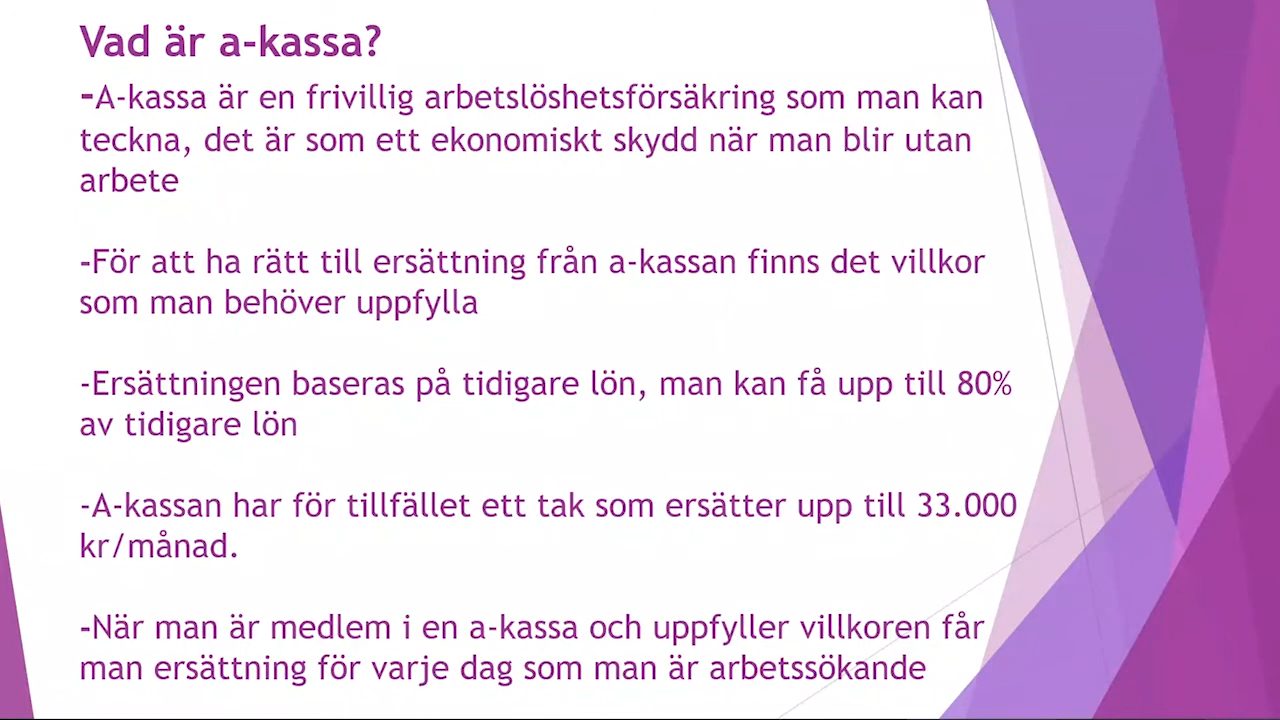 Vad är a-kassa?
-A-kassa är en frivillig arbetslöshetsförsäkring som man kan
teckna, det är som ett ekonomiskt skydd när man blir utan
arbete
-För att ha rätt till ersättning från a-kassan finns det villkor
som man behöver uppfylla
-Ersättningen baseras på tidigare lön, man kan få upp till 80%
av tidigare lön
-A-kassan har för tillfället ett tak som ersätter upp till 33.000
kr/månad.
-När man är medlem i en a-kassa och uppfyller villkoren får
man ersättning för varje dag som man är arbetssökande